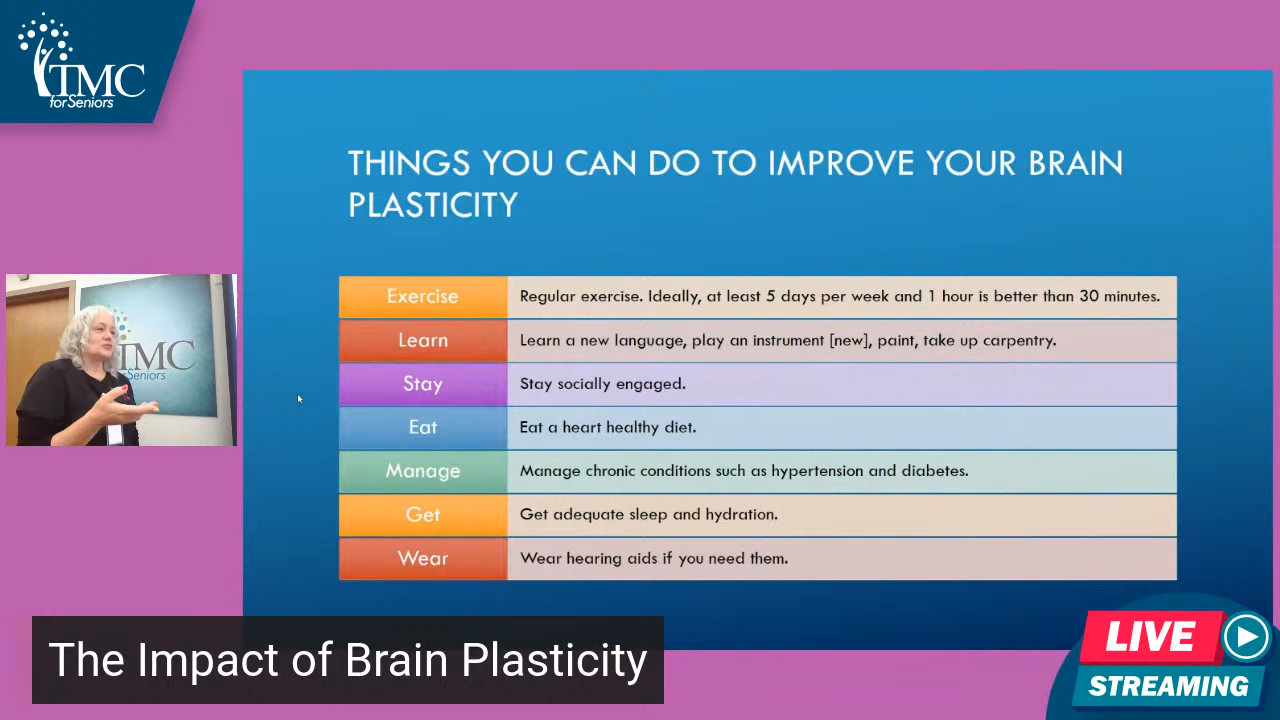 TMC
for Seniors
THINGS YOU CAN DO TO IMPROVE YOUR BRAIN
PLASTICITY
Exercise Regular exercise. Ideally, at least 5 days per week and 1 hour is better than 30 minutes.
Learn Learn a new language, play an instrument [new], paint, take up carpentry.
Stay Stay socially engaged.
Eat Eat a heart healthy diet.
Manage Manage chronic conditions such as hypertension and diabetes.
Get Get adequate sleep and hydration.
Wear Wear hearing aids if you need them.
TMC
for Seniors
The Impact of Brain Plasticity
LIVE
STREAMING